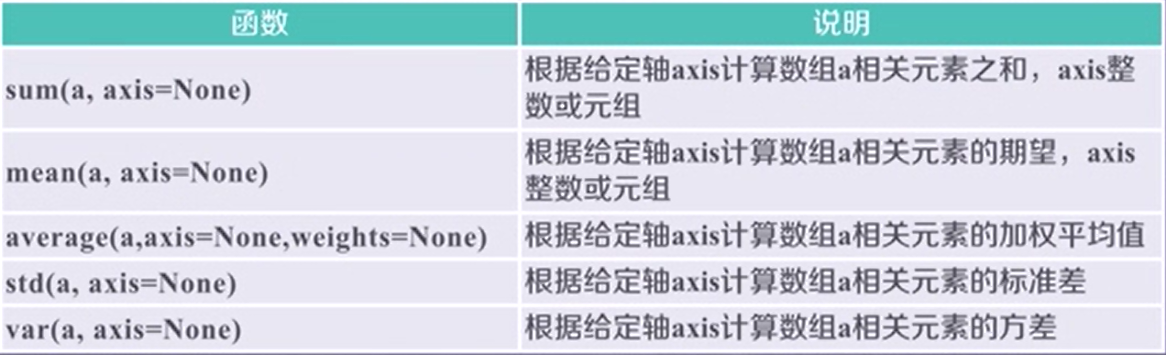 函数 说明
sum(a, axis=None) 根据给定轴axis计算数组a相关元素之和，axis整
数或元组
mean(a, axis=None) 根据给定轴axis计算数组a相关元素的期望，axis
整数或元组
average(a,axis=None,weights=None) 根据给定轴axis计算数组a相关元素的加权平均值
std(a, axis=None) 根据给定轴axis计算数组a相关元素的标准差
var(a, axis=None) 根据给定轴axis计算数组a相关元素的方差